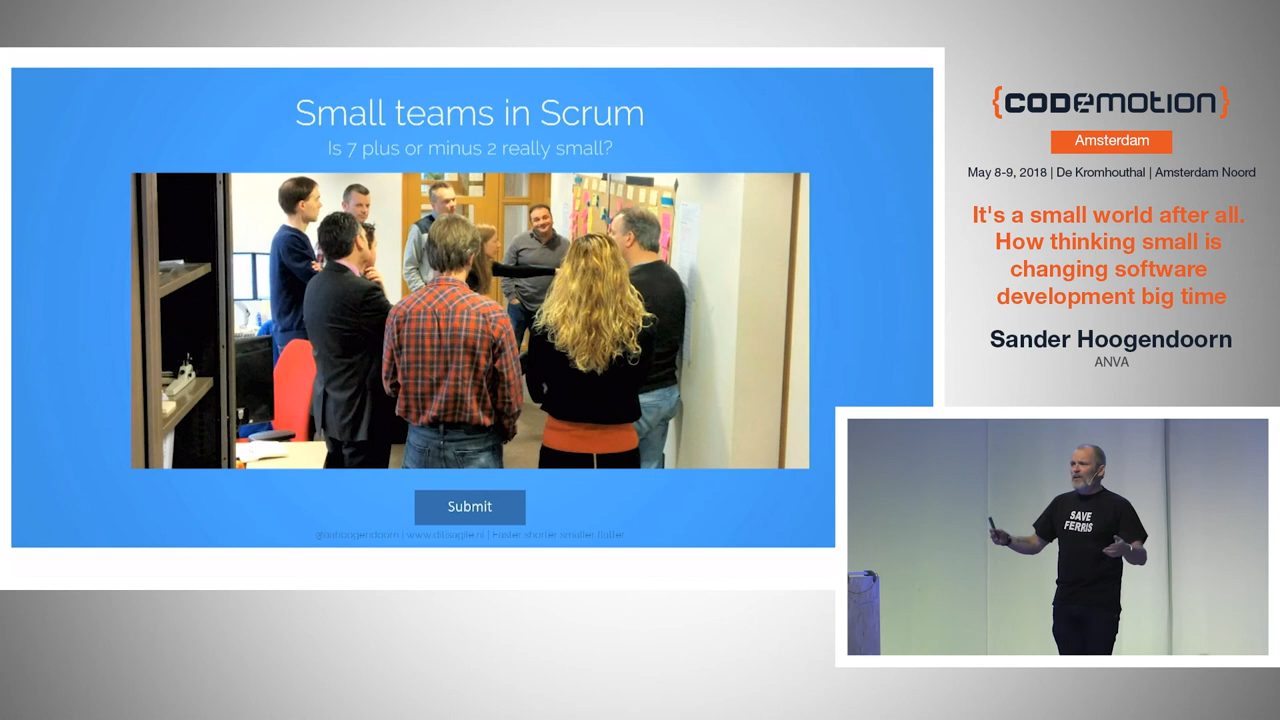 Small teams in Scrum
Is 7 plus or minus 2 really small?
Submit
{CODEMOTION}
Amsterdam
May 8-9, 2018 | De Kromhouthal | Amsterdam Noord
It's a small world after all.
How thinking small is
changing software
development big time
Sander Hoogendoorn
ANVA
SAVE
FERRIS